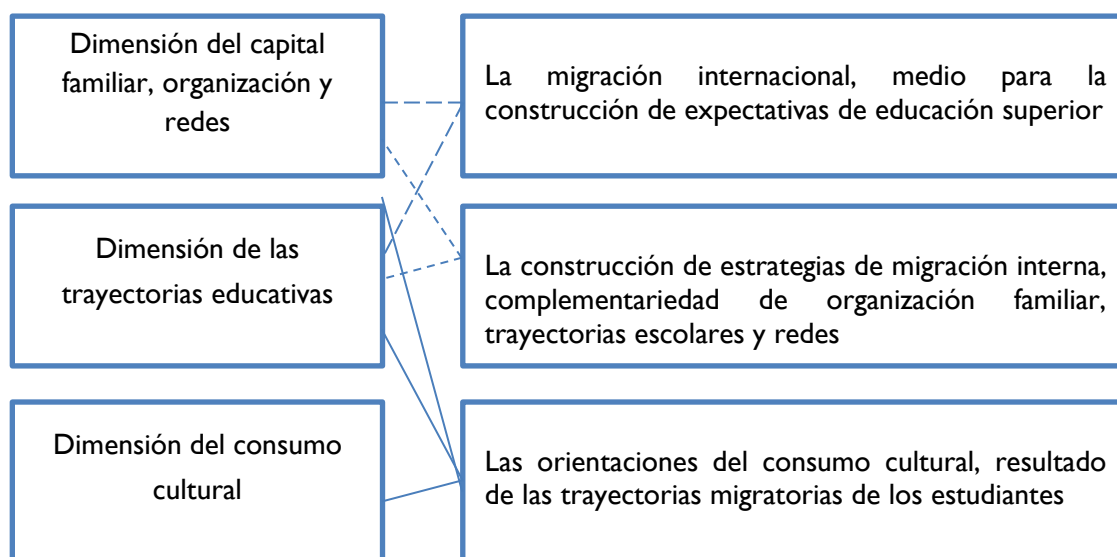 Dimensión del capital
familiar, organización y
redes
La migración internacional, medio para la
construcción de expectativas de educación superior
Dimensión de las
trayectorias educativas
La construcción de estrategias de migración interna,
complementariedad de organización familiar,
trayectorias escolares y redes
Dimensión del consumo
cultural
Las orientaciones del consumo cultural, resultado
de las trayectorias migratorias de los estudiantes